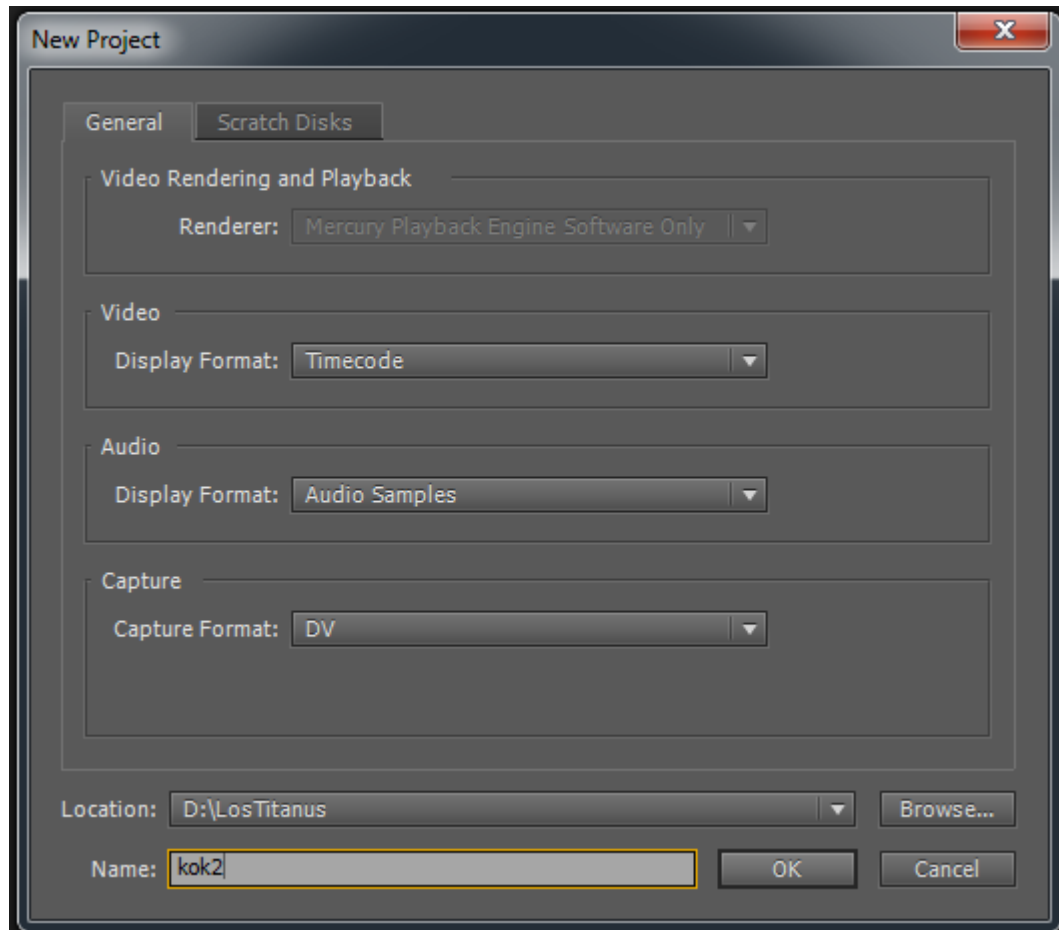 New Project
General Scratch Disks
Video Rendering and Playback
Renderer: Mercury Playback Engine Software Only
Video
Display Format: Timecode
Audio
Display Format: Audio Samples
Capture
Capture Format: DV
Location: D:\LosTitanus Browse...
Name: kok2 OK Cancel